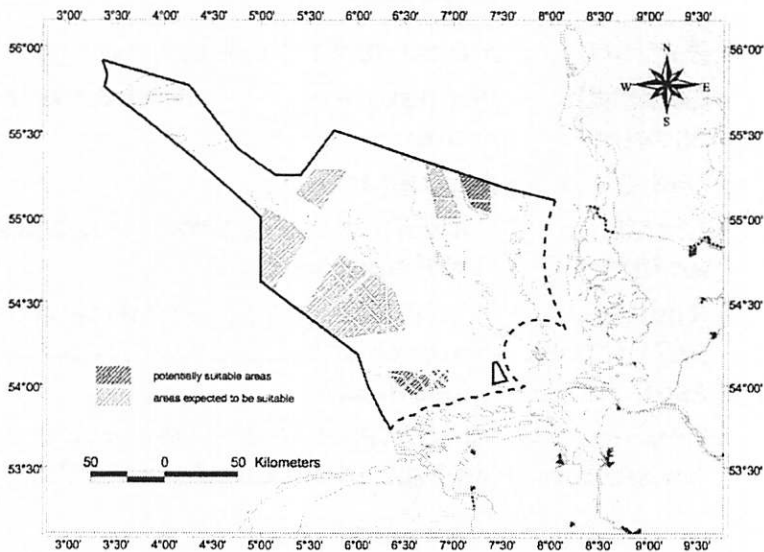 3°00' 3°30' 4°00' 4°30' 5°00' 5°30' 6°00' 6°30' 7°00' 7°30' 8°00' 8°30' 9°00' 9°30'
56°00' 56°00'
N
W E
S
55°30' 55°30'
55°00' 55°00'
54°30' 54°30'
potentially suitable areas
54°00' 54°00'
areas expected to be suitable
50 0 50 Kilometers
53°30' 53°30'
3°00' 3°30' 4°00' 4°30' 5°00' 5°30' 6°00' 6°30' 7°00' 7°30' 8°00' 8°30' 9°00' 9°30'